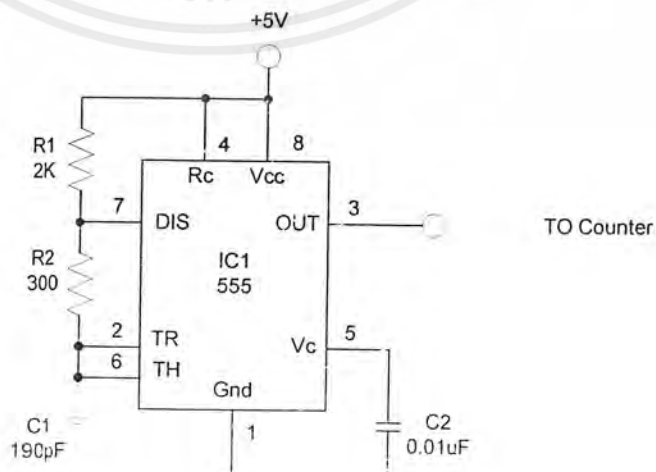 +5V
R1
2K
4
8
Rc
Vcc
7
DIS
OUT
3
TO Counter
R2
300
IC1
555
2
TR
Vc
5
6
TH
Gnd
C1
190pF
1
C2
0.01uF